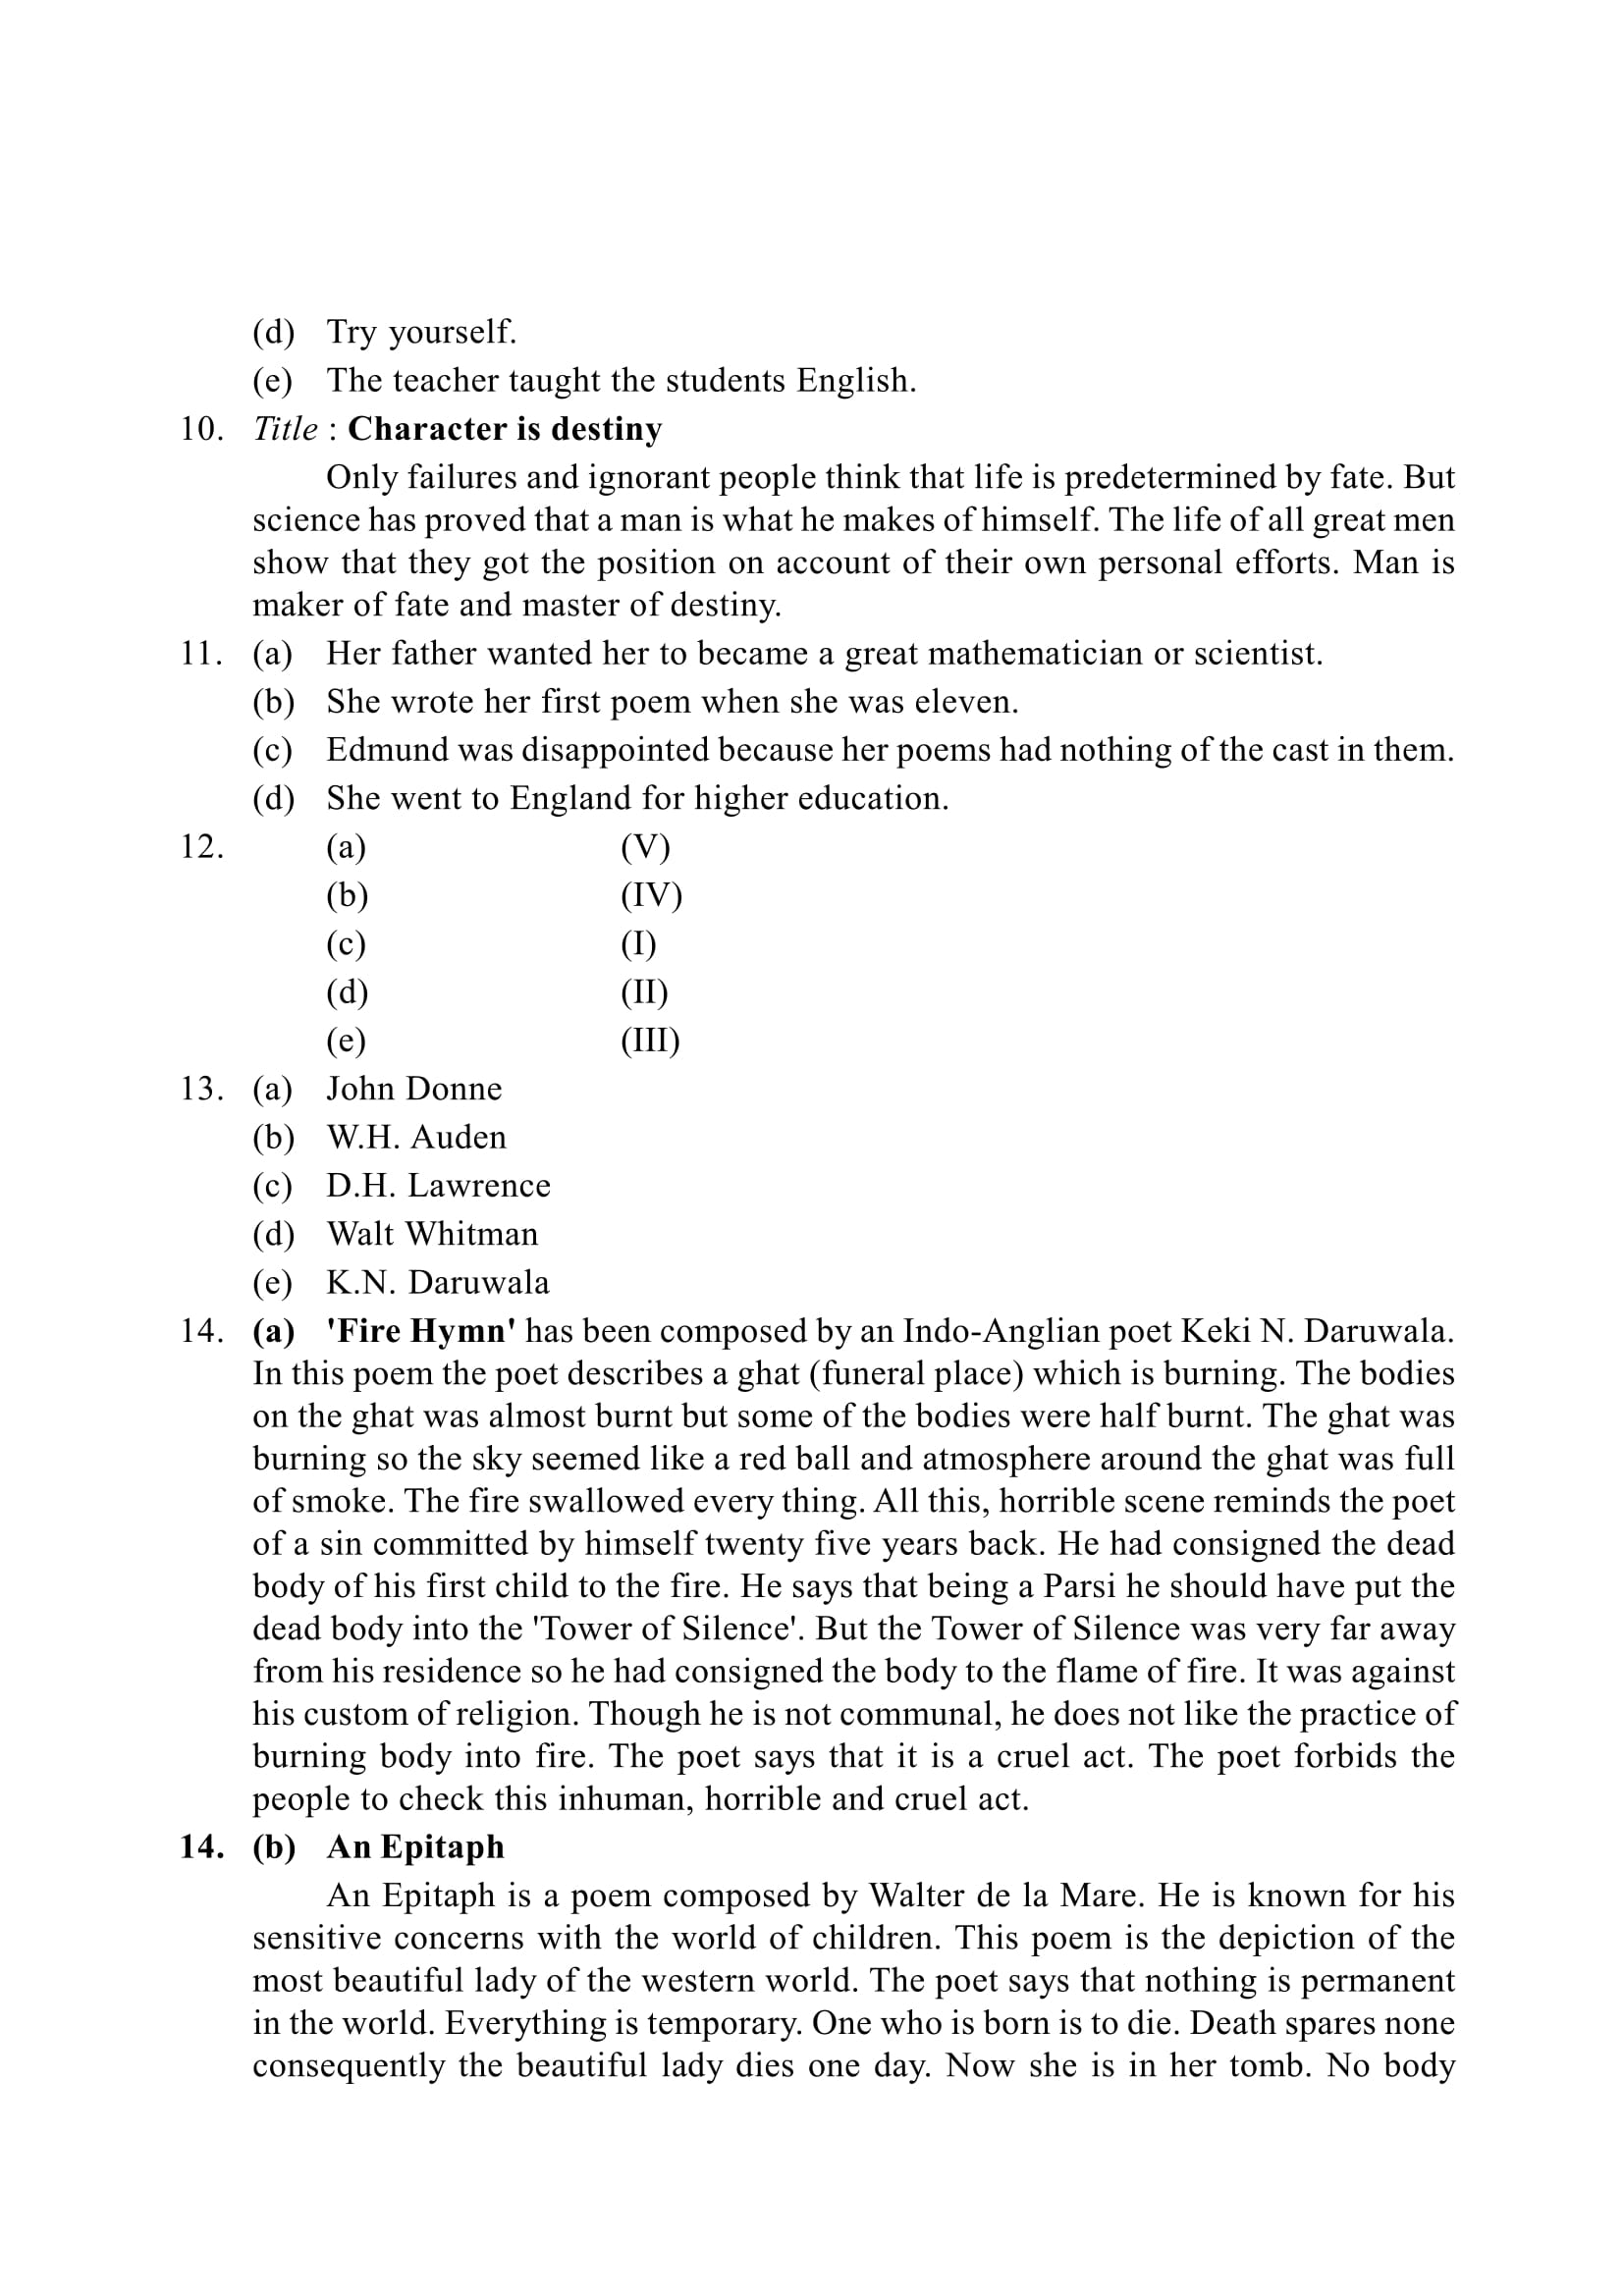 (d) Try yourself.
(e) The teacher taught the students English.
10. Title : Character is destiny
Only failures and ignorant people think that life is predetermined by fate. But
science has proved that a man is what he makes of himself. The life of all great men
show that they got the position on account of their own personal efforts. Man is
maker of fate and master of destiny.
11. (a) Her father wanted her to became a great mathematician or scientist.
(b) She wrote her first poem when she was eleven.
(c) Edmund was disappointed because her poems had nothing of the cast in them.
(d) She went to England for higher education.
12. (a) (V)
(b) (IV)
(c) (I)
(d) (II)
(e) (III)
13. (a) John Donne
(b) W.H. Auden
(c) D.H. Lawrence
(d) Walt Whitman
(e) K.N. Daruwala
14. (a) 'Fire Hymn' has been composed by an Indo-Anglian poet Keki N. Daruwala.
In this poem the poet describes a ghat (funeral place) which is burning. The bodies
on the ghat was almost burnt but some of the bodies were half burnt. The ghat was
burning so the sky seemed like a red ball and atmosphere around the ghat was full
of smoke. The fire swallowed every thing. All this, horrible scene reminds the poet
of a sin committed by himself twenty five years back. He had consigned the dead
body of his first child to the fire. He says that being a Parsi he should have put the
dead body into the 'Tower of Silence'. But the Tower of Silence was very far away
from his residence so he had consigned the body to the flame of fire. It was against
his custom of religion. Though he is not communal, he does not like the practice of
burning body into fire. The poet says that it is a cruel act. The poet forbids the
people to check this inhuman, horrible and cruel act.
14. (b) An Epitaph
An Epitaph is a poem composed by Walter de la Mare. He is known for his
sensitive concerns with the world of children. This poem is the depiction of the
most beautiful lady of the western world. The poet says that nothing is permanent
in the world. Everything is temporary. One who is born is to die. Death spares none
consequently the beautiful lady dies one day. Now she is in her tomb. No body